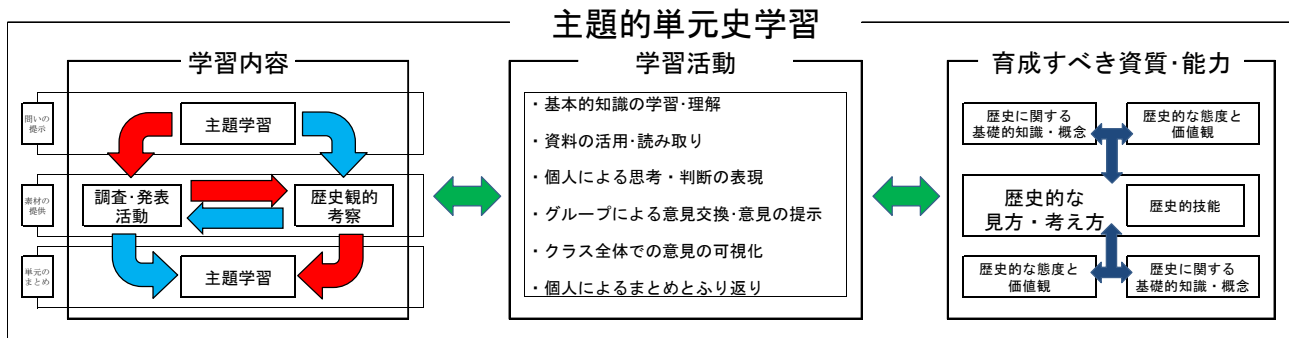 主題的単元史学習
学習内容
問いの
提示
主題学習
素材の
提供
調査・発表
活動
歴史観的
考察
単元の
まとめ
主題学習
学習活動
・基本的知識の学習・理解
・資料の活用・読み取り
・個人による思考・判断の表現
・グループによる意見交換・意見の提示
・クラス全体での意見の可視化
・個人によるまとめとふり返り
育成すべき資質・能力
歴史に関する
基礎的知識・概念
歴史的な態度と
価値観
歴史的な
見方・考え方
歴史的技能
歴史的な態度と
価値観
歴史に関する
基礎的知識・概念